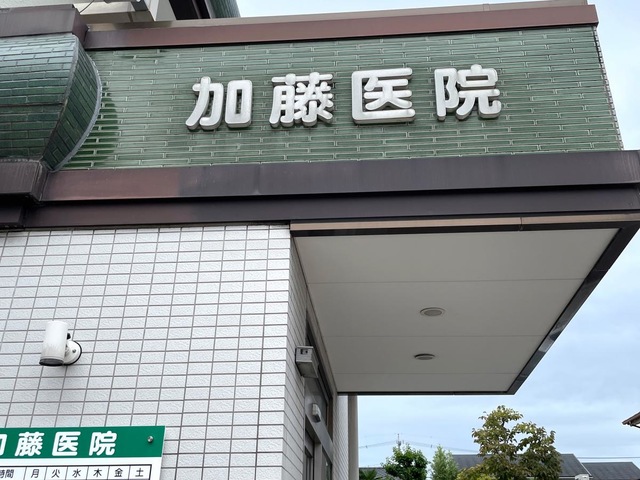 加藤医院
加藤医院
時間 月 火 水 木 金 土